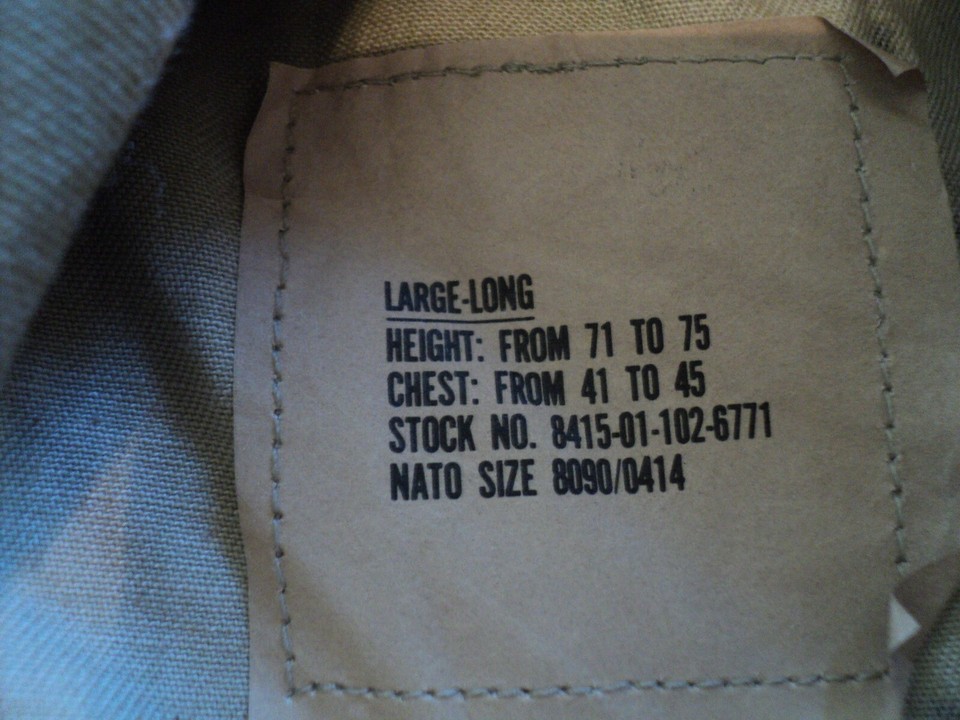 LARGE-LONG
HEIGHT: FROM 71 TO 75
CHEST: FROM 41 TO 45
STOCK NO. 8415-01-102-6771
NATO SIZE 8090/0414